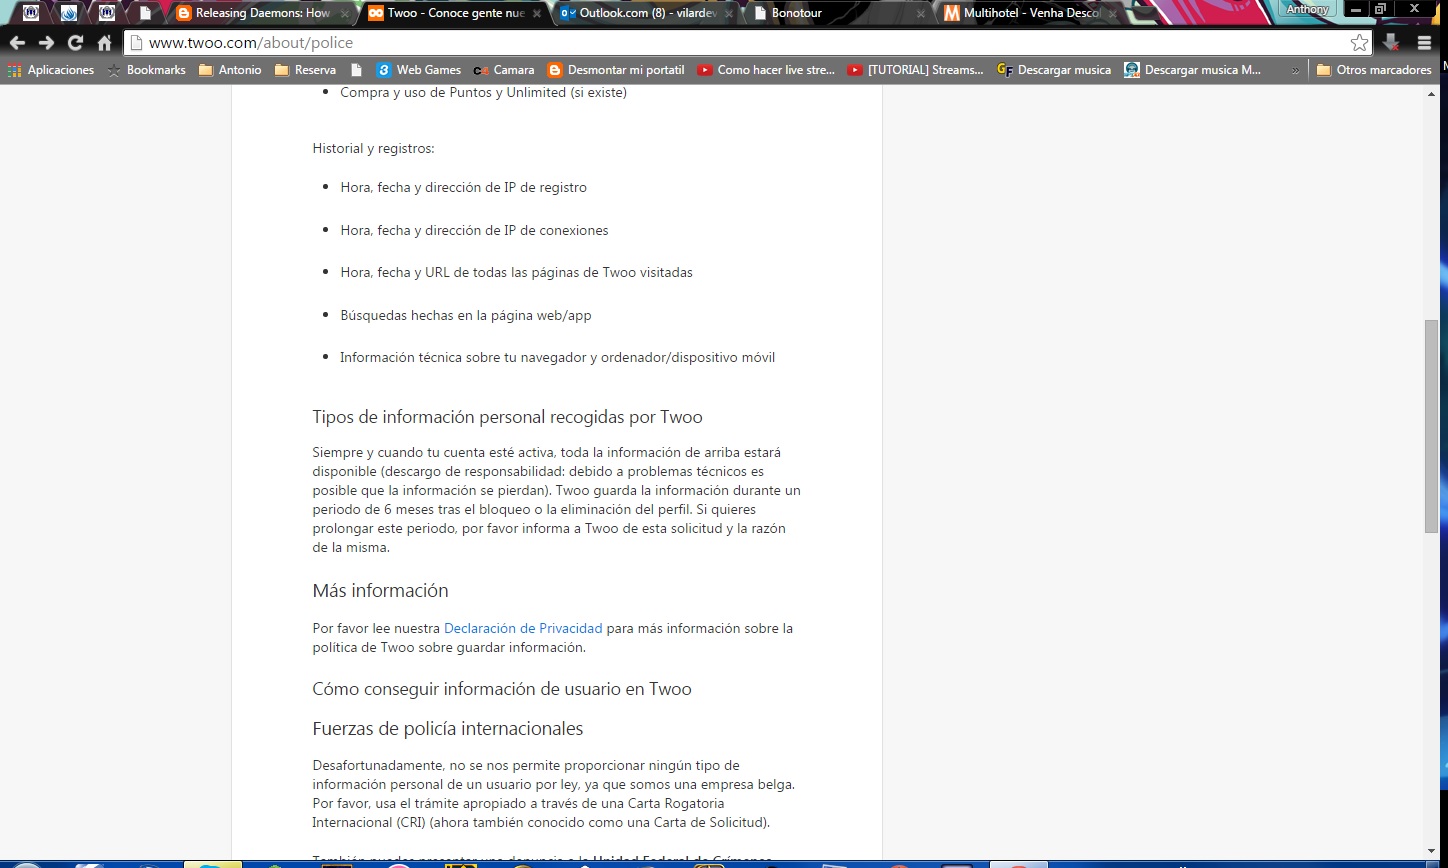 Releasing Daemons: How
Twoo - Conoce gente nue
Outlook.com (8) - vilardev
Bonotour
Multihotel - Venha Descol
Anthony
www.twoo.com/about/police
Aplicaciones
Bookmarks
Antonio
Reserva
Web Games
Camara
Desmontar mi portatil
Como hacer live stre...
[TUTORIAL] Streams...
Descargar musica
Descargar musica M...
»
Otros marcadores
• Compra y uso de Puntos y Unlimited (si existe)
Historial y registros:
• Hora, fecha y dirección de IP de registro
• Hora, fecha y dirección de IP de conexiones
• Hora, fecha y URL de todas las páginas de Twoo visitadas
• Búsquedas hechas en la página web/app
• Información técnica sobre tu navegador y ordenador/dispositivo móvil
Tipos de información personal recogidas por Twoo
Siempre y cuando tu cuenta esté activa, toda la información de arriba estará
disponible (descargo de responsabilidad: debido a problemas técnicos es
posible que la información se pierdan). Twoo guarda la información durante un
periodo de 6 meses tras el bloqueo o la eliminación del perfil. Si quieres
prolongar este periodo, por favor informa a Twoo de esta solicitud y la razón
de la misma.
Más información
Por favor lee nuestra Declaración de Privacidad para más información sobre la
política de Twoo sobre guardar información.
Cómo conseguir información de usuario en Twoo
Fuerzas de policía internacionales
Desafortunadamente, no se nos permite proporcionar ningún tipo de
información personal de un usuario por ley, ya que somos una empresa belga.
Por favor, usa el trámite apropiado a través de una Carta Rogatoria
Internacional (CRI) (ahora también conocido como una Carta de Solicitud).
También puedes presentar una denuncia a la Unidad Federal de Crímenes